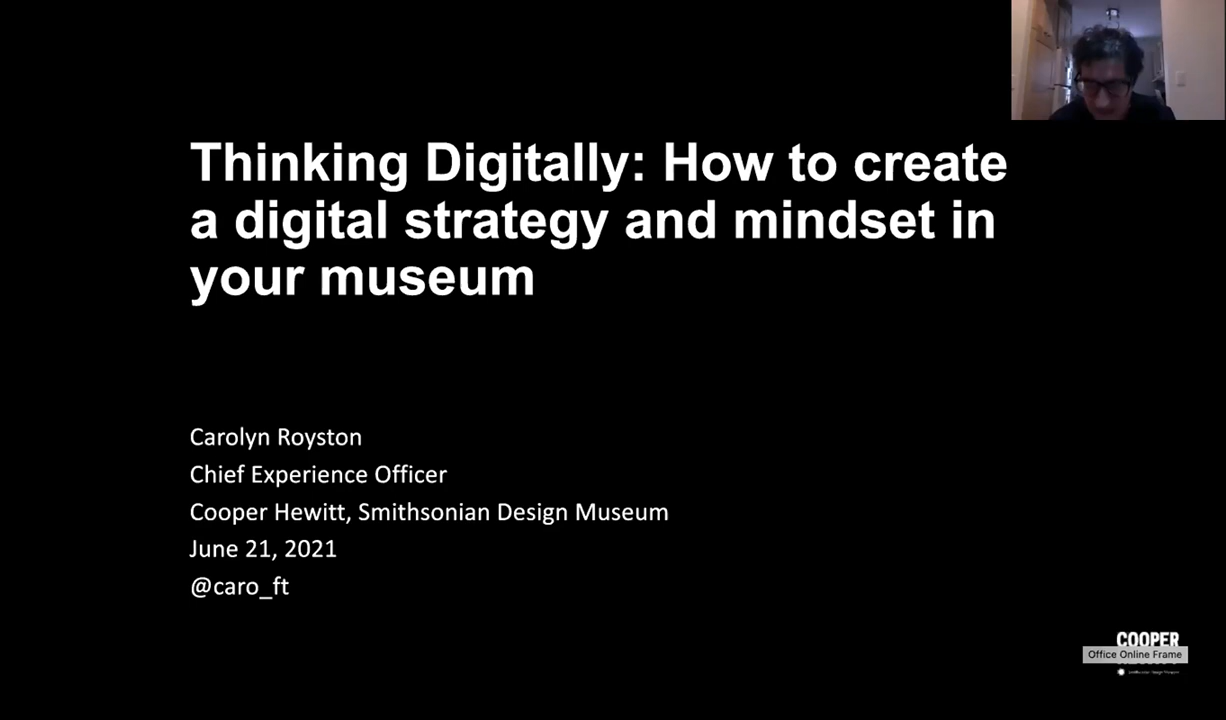 Thinking Digitally: How to create
a digital strategy and mindset in
your museum
Carolyn Royston
Chief Experience Officer
Cooper Hewitt, Smithsonian Design Museum
June 21, 2021
@caro_ft
COOPER
Office Online Frame